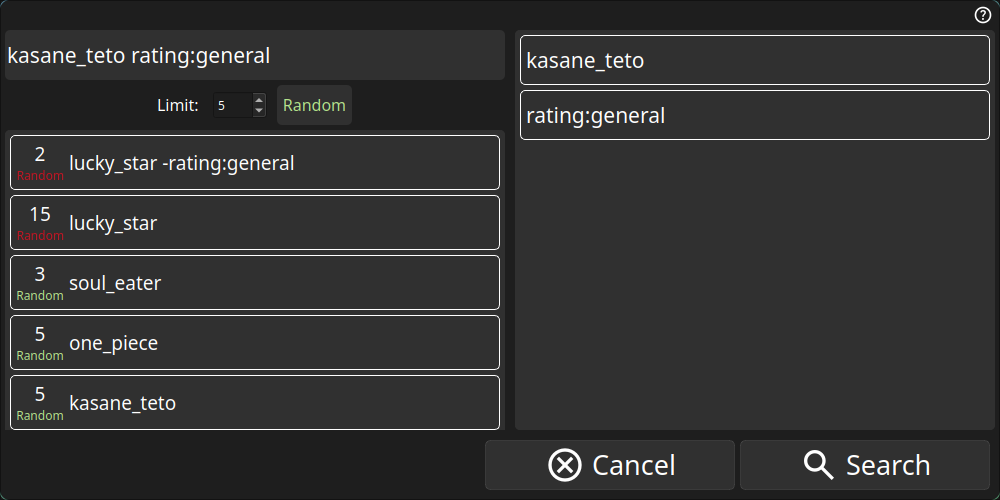 kasane_teto rating:general
Limit: 5 Random
2
Random
lucky_star -rating:general
15
Random
lucky_star
3
Random
soul_eater
5
Random
one_piece
5
Random
kasane_teto
kasane_teto
rating:general
Cancel
Search